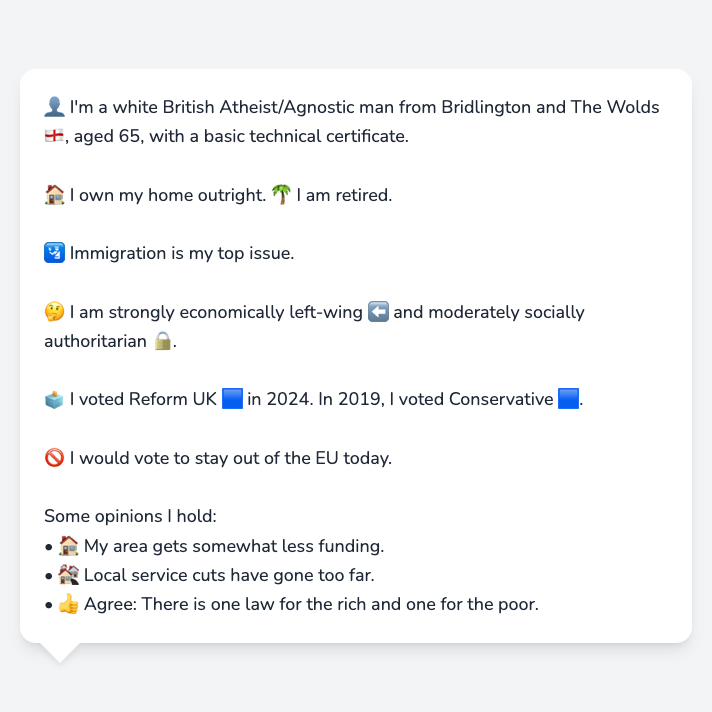 👤 I'm a white British Atheist/Agnostic man from Bridlington and The Wolds
🏴󠁧󠁢󠁥󠁮󠁧󠁿, aged 65, with a basic technical certificate.
🏠 I own my home outright. 🌴 I am retired.
🛂 Immigration is my top issue.
🤔 I am strongly economically left-wing ⬅️ and moderately socially
authoritarian 🔒.
🗳️ I voted Reform UK 🟦 in 2024. In 2019, I voted Conservative 🟦.
🚫 I would vote to stay out of the EU today.
Some opinions I hold:
• 🏠 My area gets somewhat less funding.
• 🏚️ Local service cuts have gone too far.
• 👍 Agree: There is one law for the rich and one for the poor.